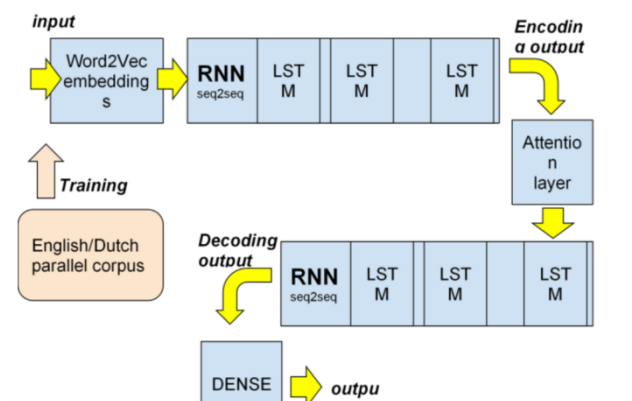 input
Word2Vec
embedding
s
RNN
seq2seq
LST
M
LST
M
LST
M
Encodin
g output
Attentio
n
layer
Training
English/Dutch
parallel corpus
Decoding
output
RNN
seq2seq
LST
M
LST
M
LST
M
DENSE
outpu